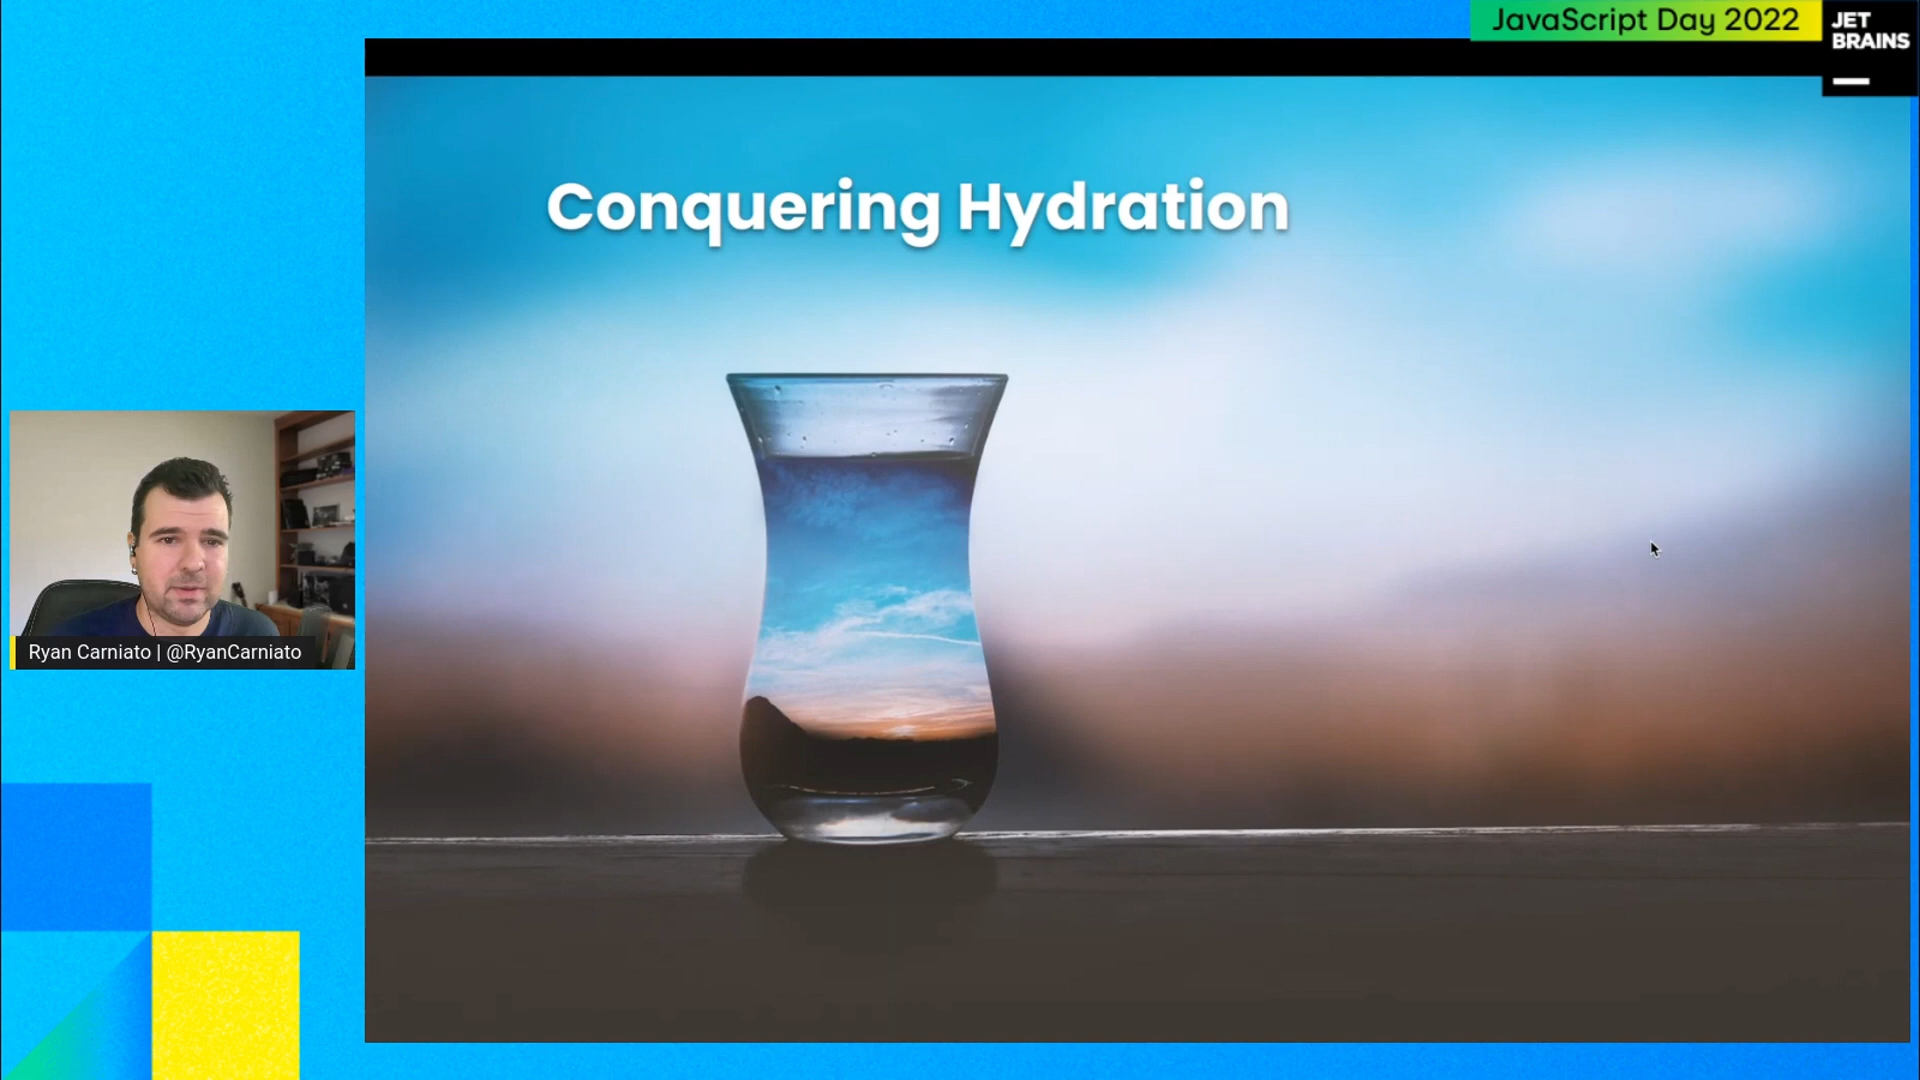 JavaScript Day 2022
JET
BRAINS
Conquering Hydration
Ryan Carniato | @RyanCarniato